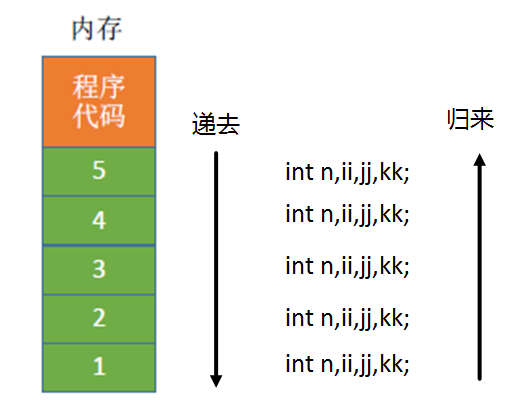 内存
程序
代码
递去
归来
5 int n,ii,jj,kk;
4 int n,ii,jj,kk;
3 int n,ii,jj,kk;
2 int n,ii,jj,kk;
1 int n,ii,jj,kk;